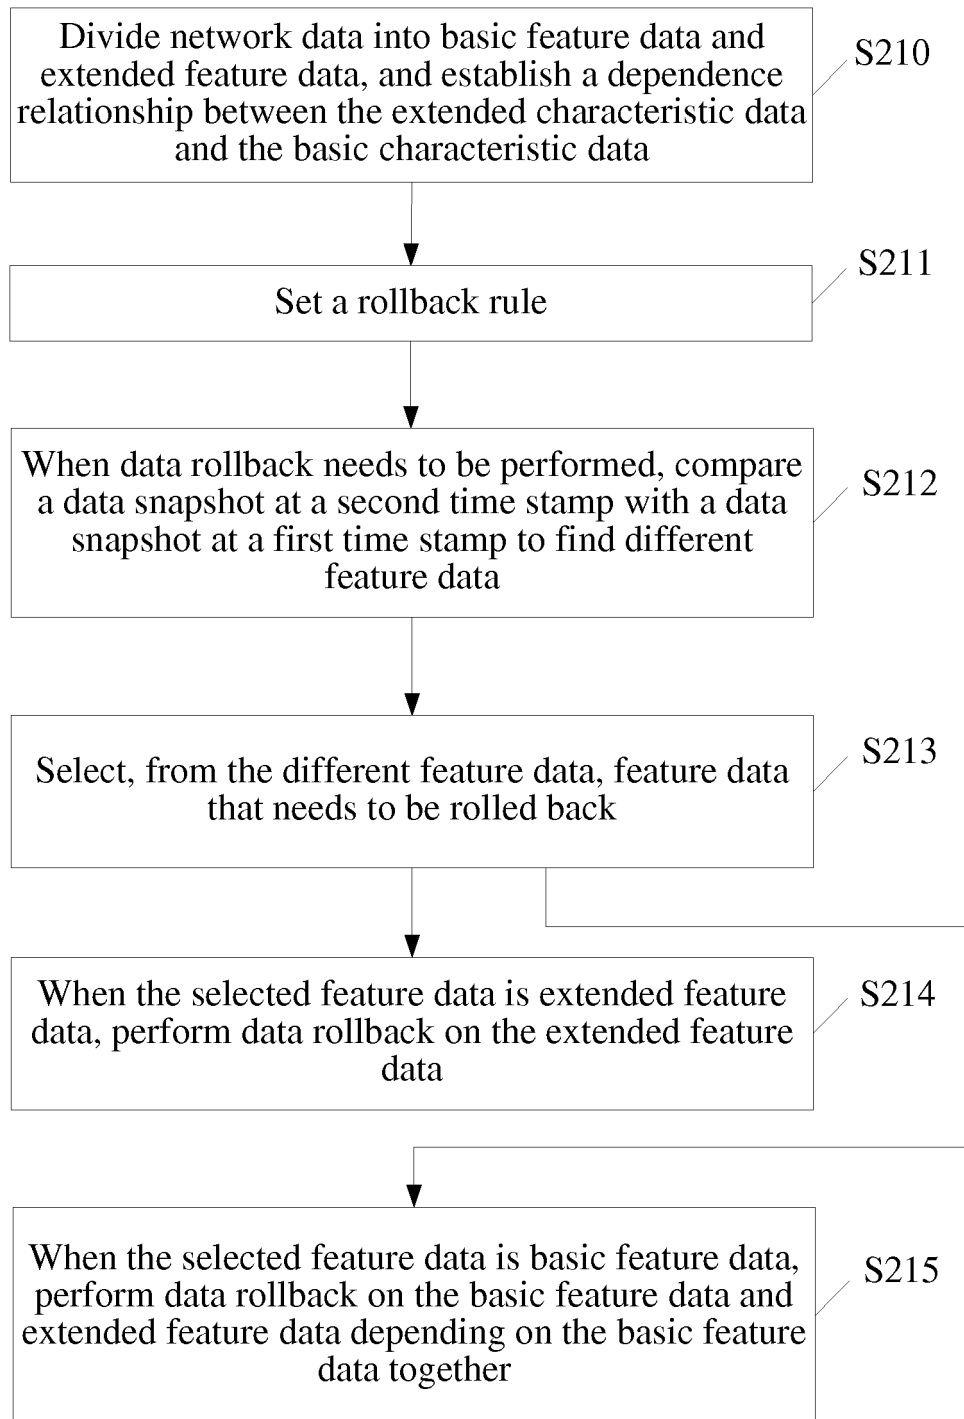 Divide network data into basic feature data and
extended feature data, and establish a dependence
relationship between the extended characteristic data
and the basic characteristic data
S210
Set a rollback rule
S211
When data rollback needs to be performed, compare
a data snapshot at a second time stamp with a data
snapshot at a first time stamp to find different
feature data
S212
Select, from the different feature data, feature data
that needs to be rolled back
S213
When the selected feature data is extended feature
data, perform data rollback on the extended feature
data
S214
When the selected feature data is basic feature data,
perform data rollback on the basic feature data and
extended feature data depending on the basic feature
data together
S215